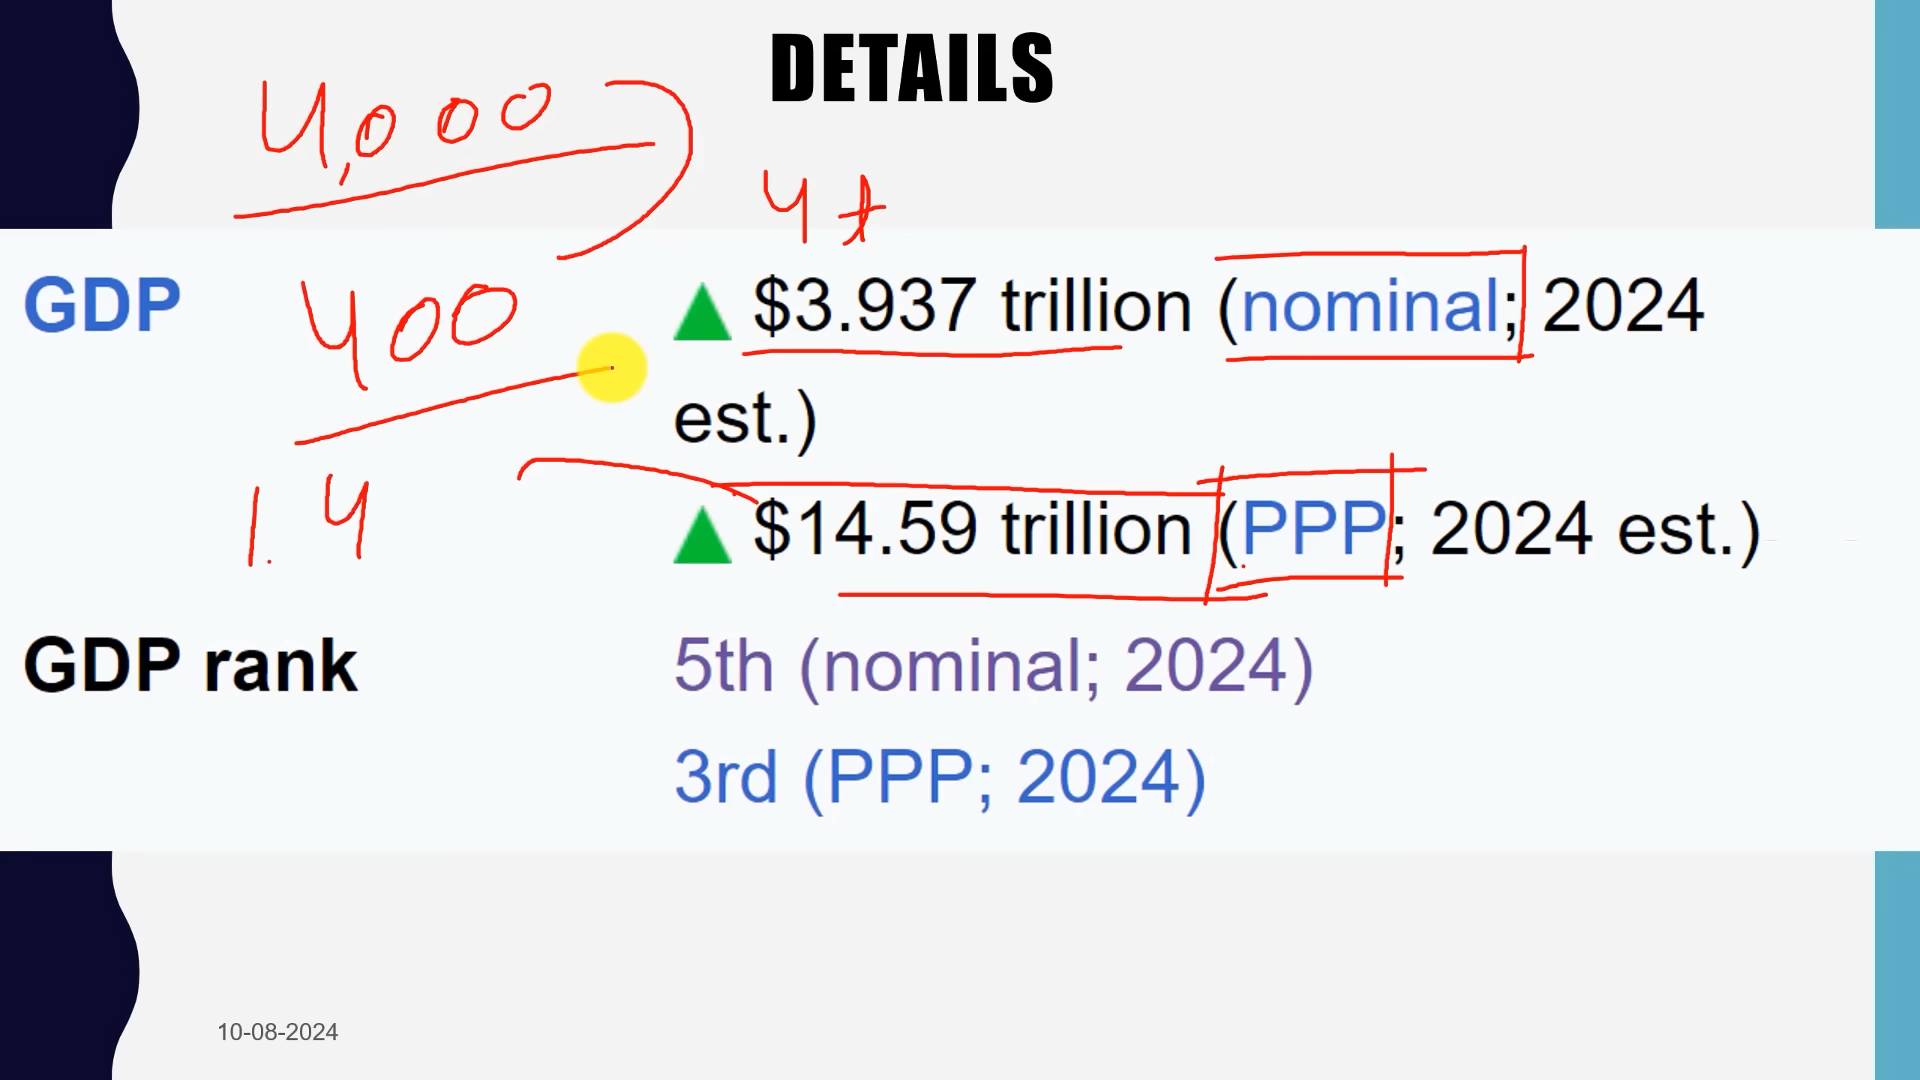 DETAILS
4,000
4t
GDP
400
$3.937 trillion (nominal; 2024
est.)
1.4
$14.59 trillion (PPP; 2024 est.)
GDP rank
5th (nominal; 2024)
3rd (PPP; 2024)
10-08-2024